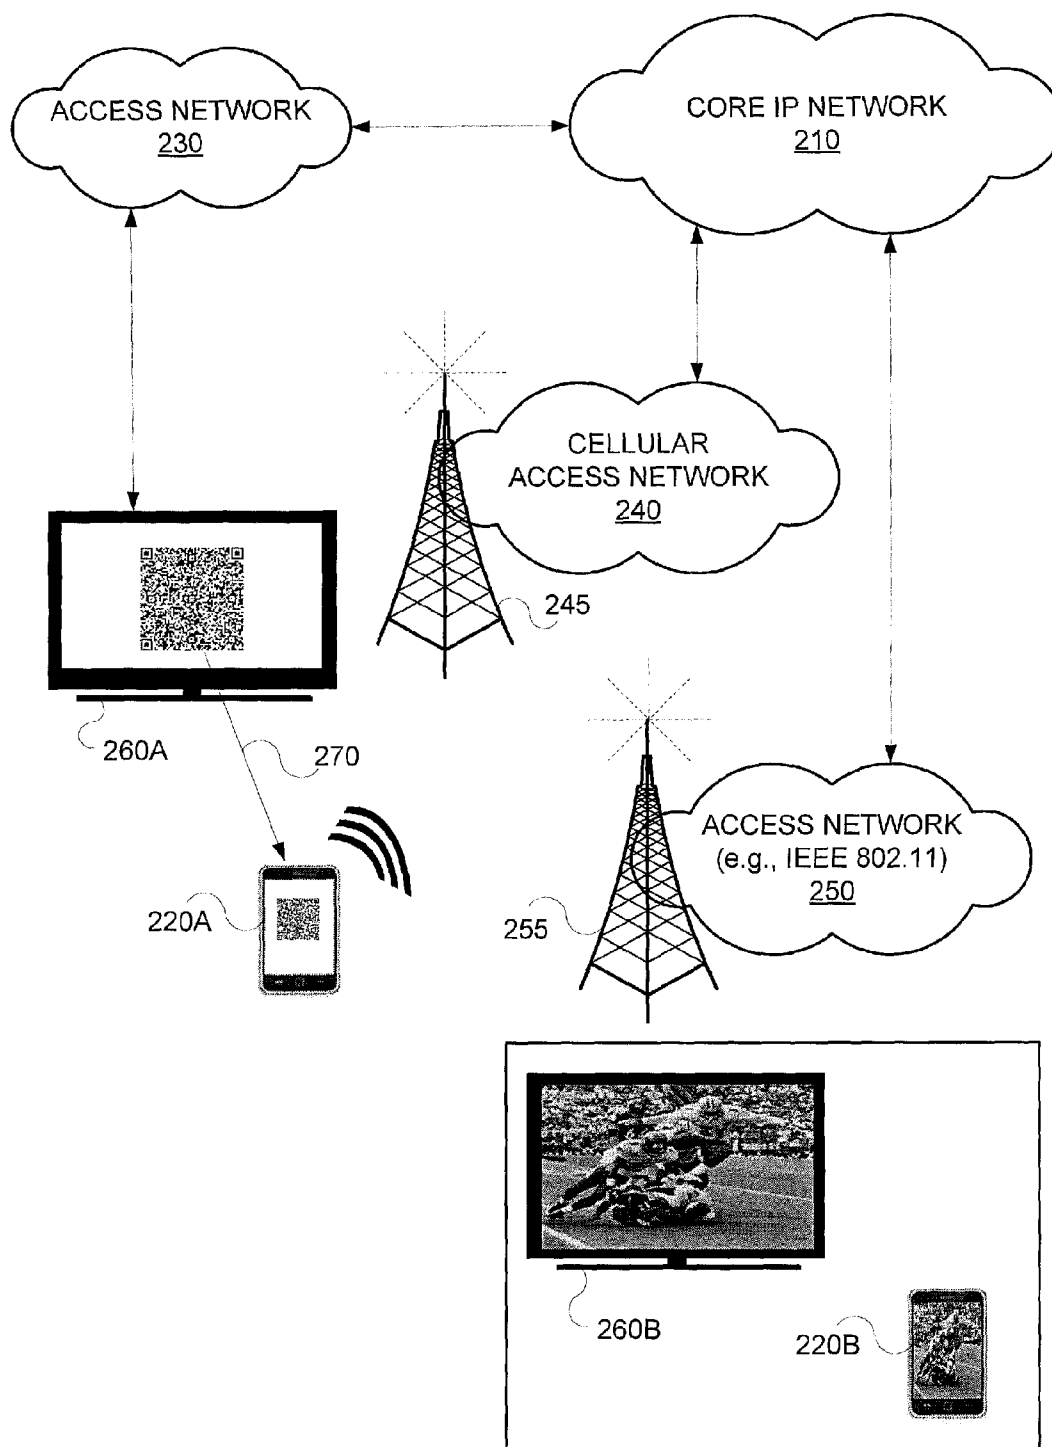 ACCESS NETWORK
230
CORE IP NETWORK
210
CELLULAR
ACCESS NETWORK
240
245
260A
270
ACCESS NETWORK
(e.g., IEEE 802.11)
250
220A
255
260B
220B